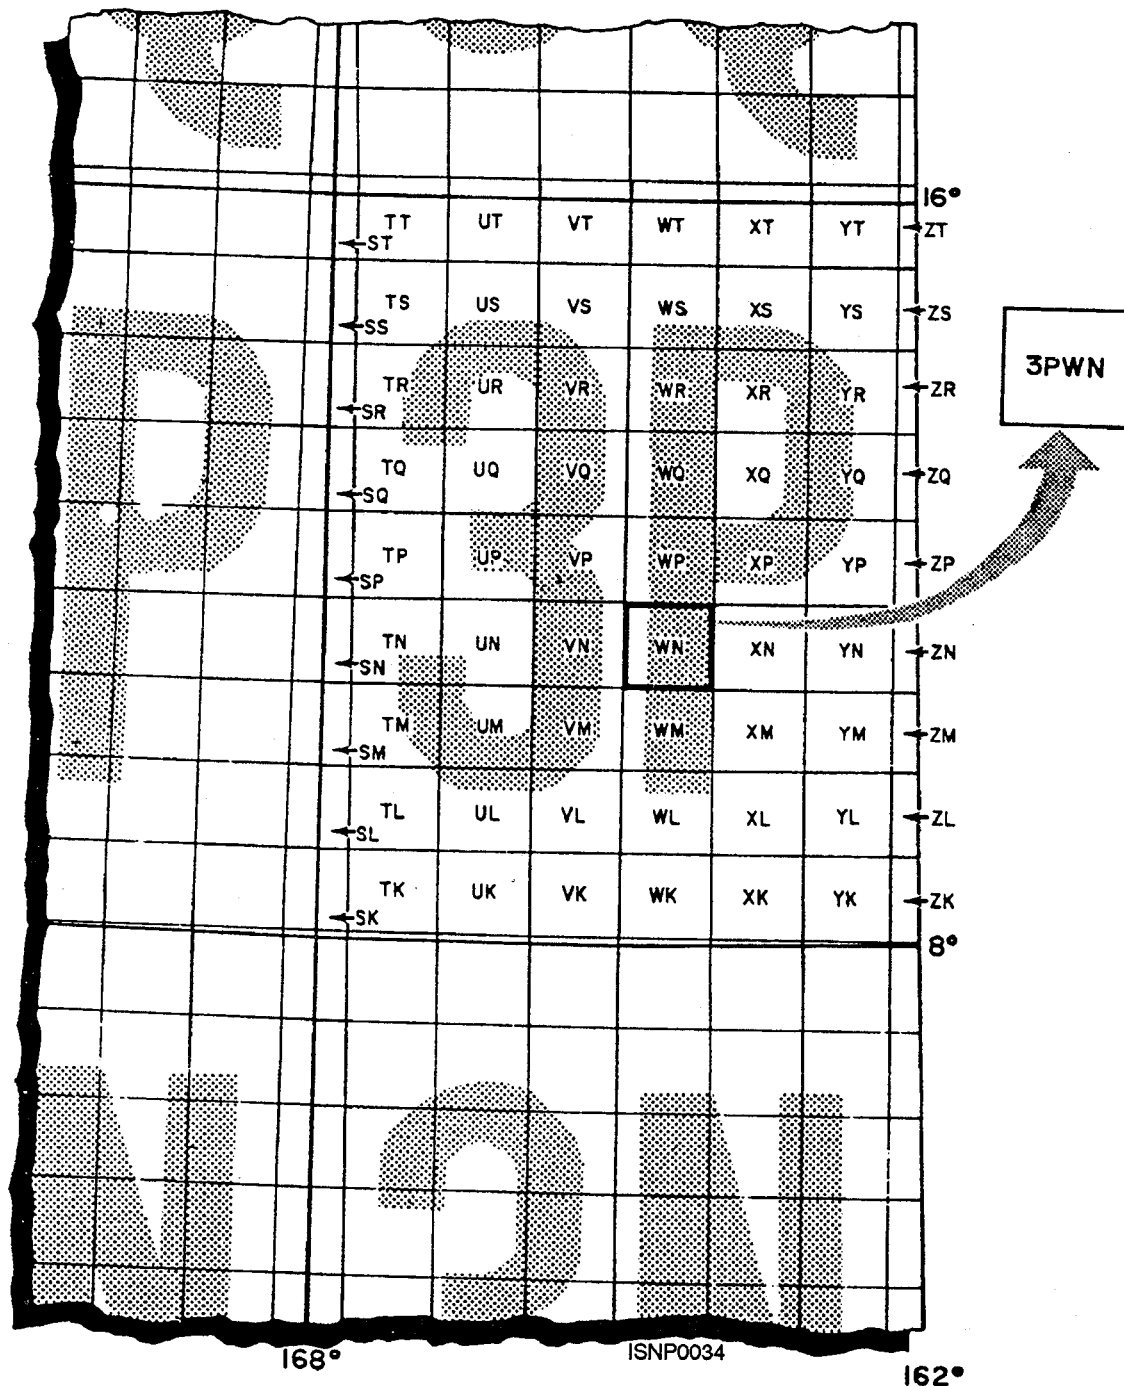 16°
TT UT VT WT XT YT ZT
ST
TS US VS WS XS YS ZS
SS
3PWN
TR UR VR WR XR YR ZR
SR
TQ UQ VQ WQ XQ YQ ZQ
SQ
TP UP VP WP XP YP ZP
SP
TN UN VN WN XN YN ZN
SN
TM UM VM WM XM YM ZM
SM
TL UL VL WL XL YL ZL
SL
TK UK VK WK XK YK ZK
SK
8°
P 3P
N N
168° ISNP0034 162°